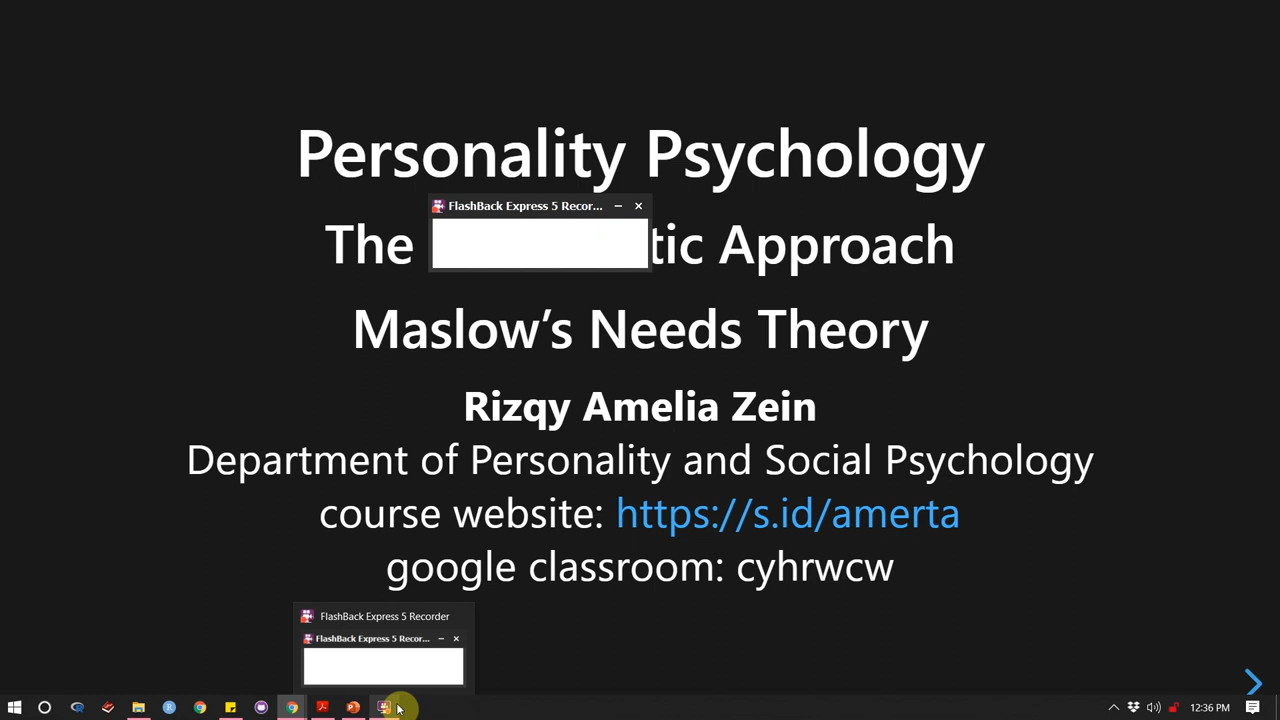 Personality Psychology
FlashBack Express 5 Recor...
The tic Approach
Maslow's Needs Theory
Rizqy Amelia Zein
Department of Personality and Social Psychology
course website: https://s.id/amerta
google classroom: cyhrwcw
FlashBack Express 5 Recorder
FlashBack Express 5 Recor...
12:36 PM